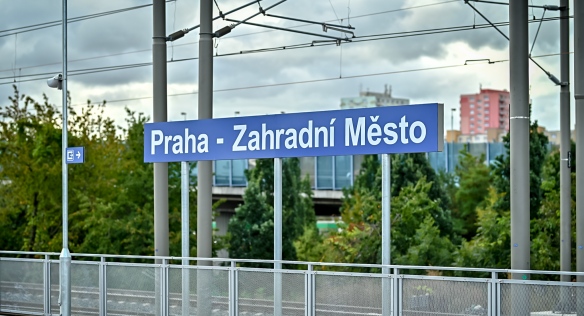 Praha - Zahradní Město